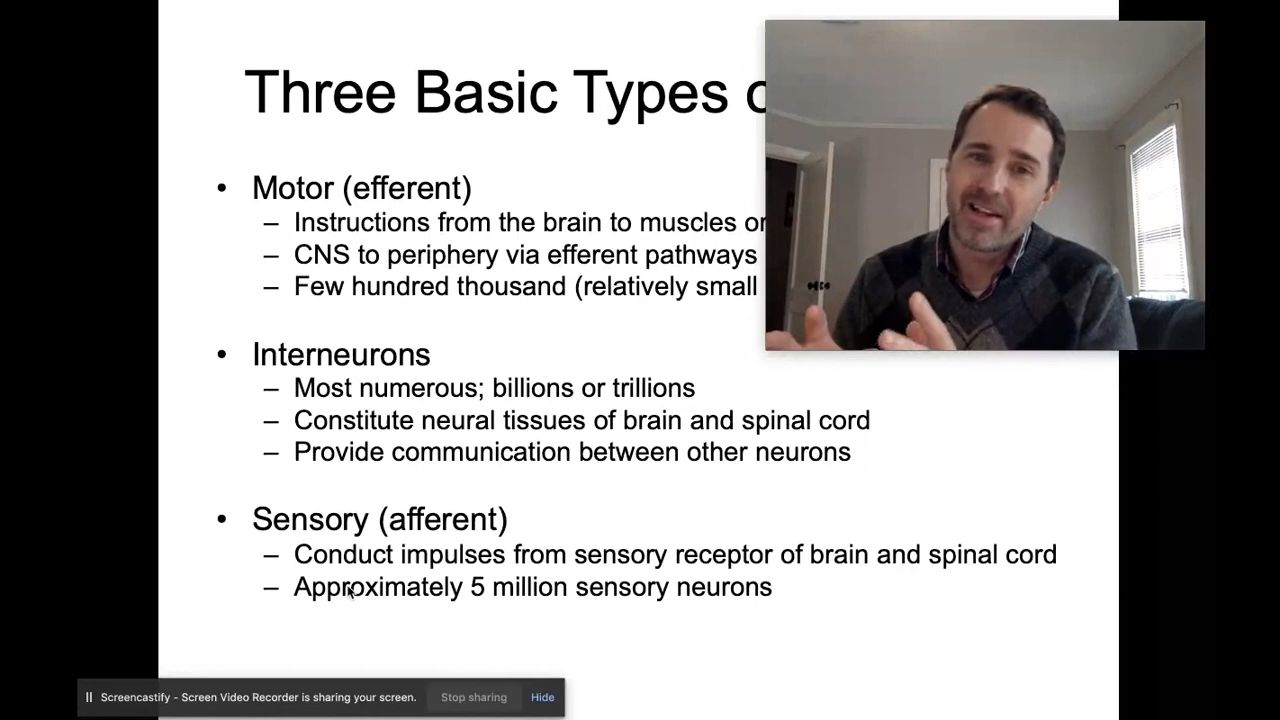 Three Basic Types
• Motor (efferent)
– Instructions from the brain to muscles or
– CNS to periphery via efferent pathways
– Few hundred thousand (relatively small
• Interneurons
– Most numerous; billions or trillions
– Constitute neural tissues of brain and spinal cord
– Provide communication between other neurons
• Sensory (afferent)
– Conduct impulses from sensory receptor of brain and spinal cord
– Approximately 5 million sensory neurons
Screencastify - Screen Video Recorder is sharing your screen. Stop sharing Hide